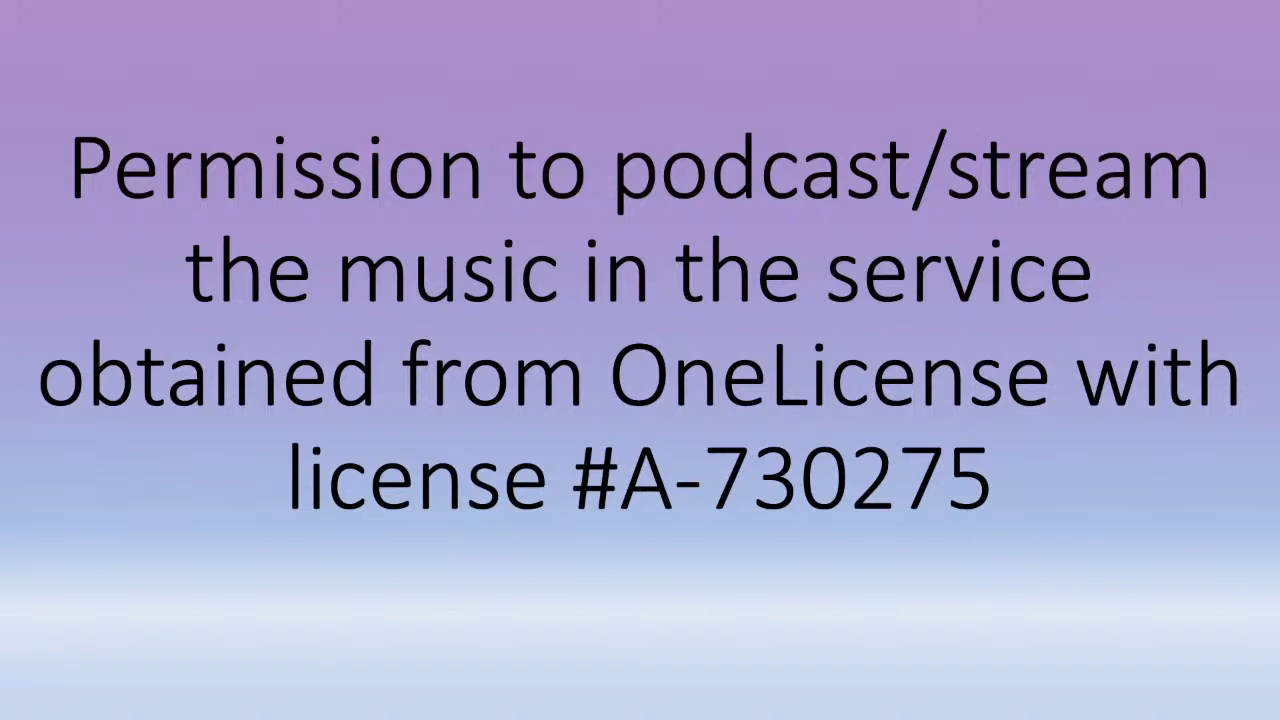 Permission to podcast/stream
the music in the service
obtained from OneLicense with
license #A-730275